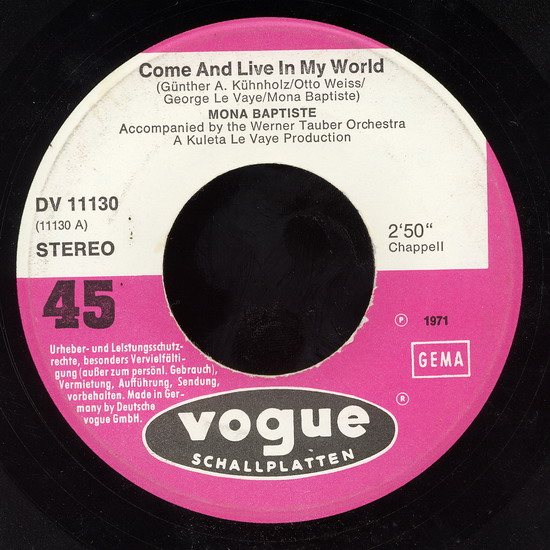 Come And Live In My World
(Günther A. Kühnholz/Otto Weiss/
George Le Vaye/Mona Baptiste)
MONA BAPTISTE
Accompanied by the Werner Tauber Orchestra
A Kuleta Le Vaye Production
DV 11130
(11130 A)
STEREO
2'50"
Chappell
45
℗ 1971
GEMA
Urheber- und Leistungsschutz-
rechte, besonders Vervielfälti-
gung (außer zum persönl. Gebrauch),
Vermietung, Aufführung, Sendung,
vorbehalten. Made in Ger-
many by Deutsche
vogue GmbH.
®
vogue
SCHALLPLATTEN